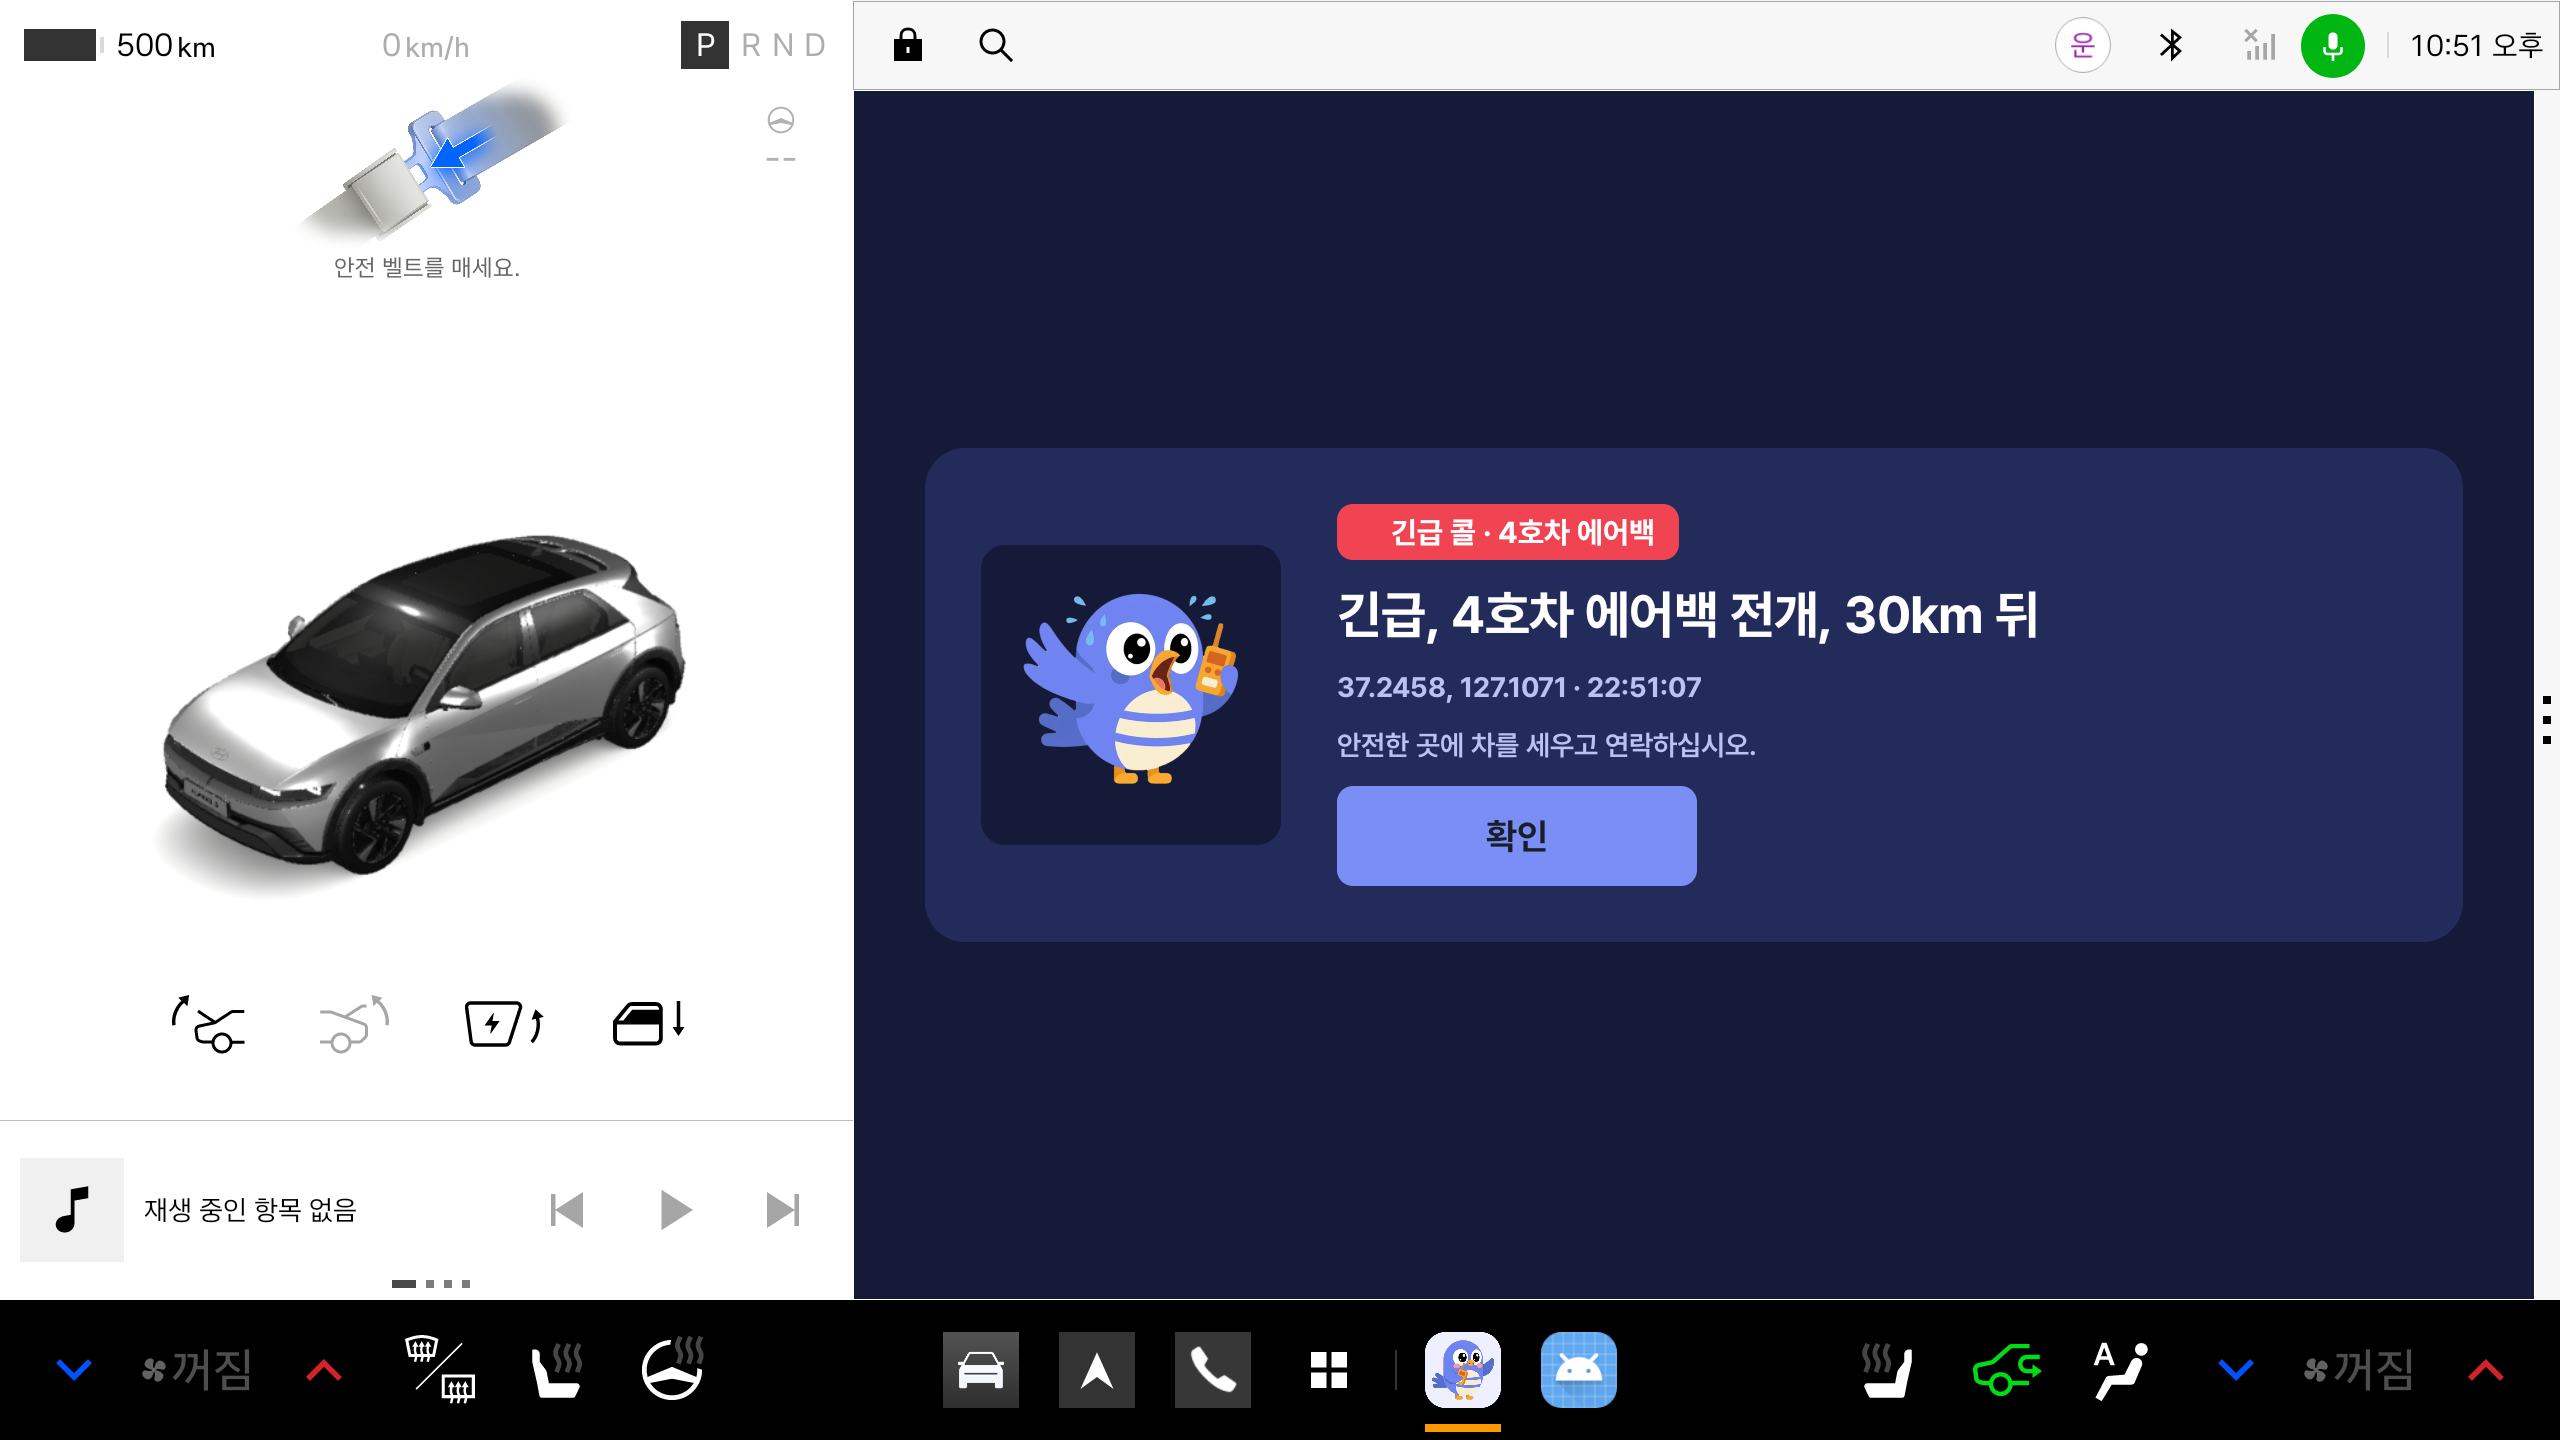 500 km
0 km/h
P R N D
운
10:51 오후
안전 벨트를 매세요.
긴급 콜 · 4호차 에어백
긴급, 4호차 에어백 전개, 30km 뒤
37.2458, 127.1071 · 22:51:07
안전한 곳에 차를 세우고 연락하십시오.
확인
재생 중인 항목 없음
꺼짐
A
꺼짐